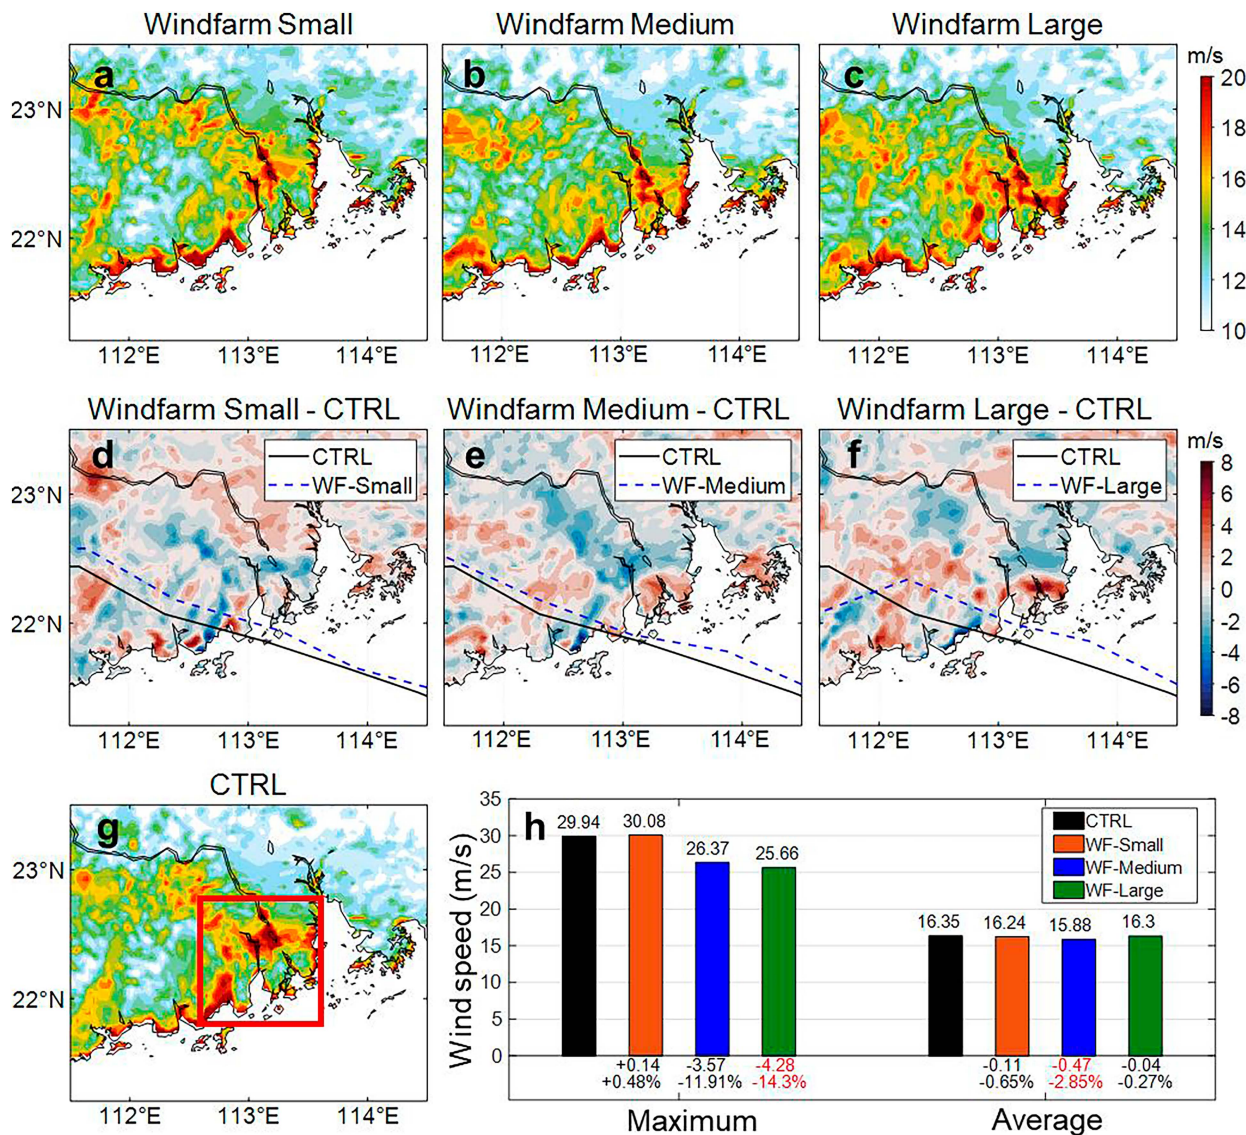 Windfarm Small
Windfarm Medium
Windfarm Large
a
b
c
m/s
20
18
16
14
12
10
23°N
22°N
112°E
113°E
114°E
112°E
113°E
114°E
112°E
113°E
114°E
Windfarm Small - CTRL
Windfarm Medium - CTRL
Windfarm Large - CTRL
d
CTRL
WF-Small
e
CTRL
WF-Medium
f
CTRL
WF-Large
m/s
8
6
4
2
0
-2
-4
-6
-8
23°N
22°N
112°E
113°E
114°E
112°E
113°E
114°E
112°E
113°E
114°E
CTRL
g
23°N
22°N
112°E
113°E
114°E
h
Wind speed (m/s)
35
30
25
20
15
10
5
0
29.94
30.08
26.37
25.66
16.35
16.24
15.88
16.3
CTRL
WF-Small
WF-Medium
WF-Large
+0.14
+0.48%
-3.57
-11.91%
-4.28
-14.3%
-0.11
-0.65%
-0.47
-2.85%
-0.04
-0.27%
Maximum
Average